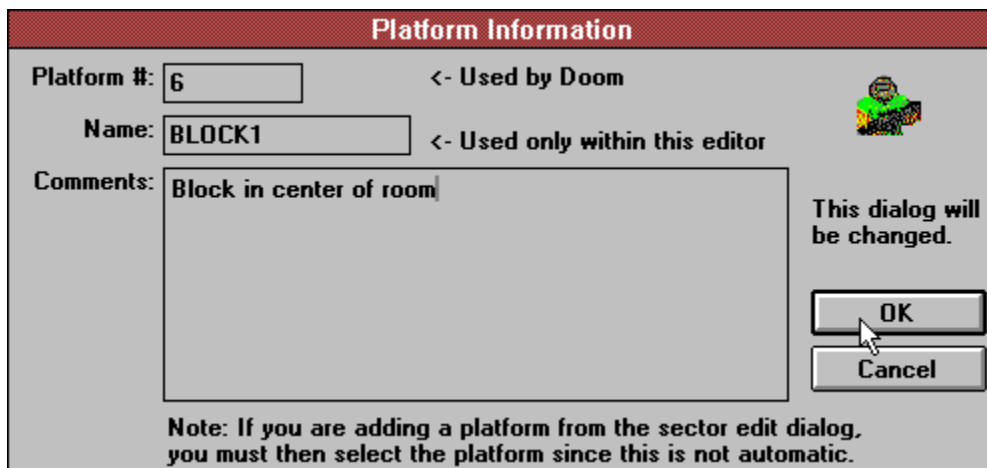 Platform Information
Platform #: 6 <- Used by Doom
Name: BLOCK1 <- Used only within this editor
Comments: Block in center of room
This dialog will
be changed.
OK
Cancel
Note: If you are adding a platform from the sector edit dialog,
you must then select the platform since this is not automatic.